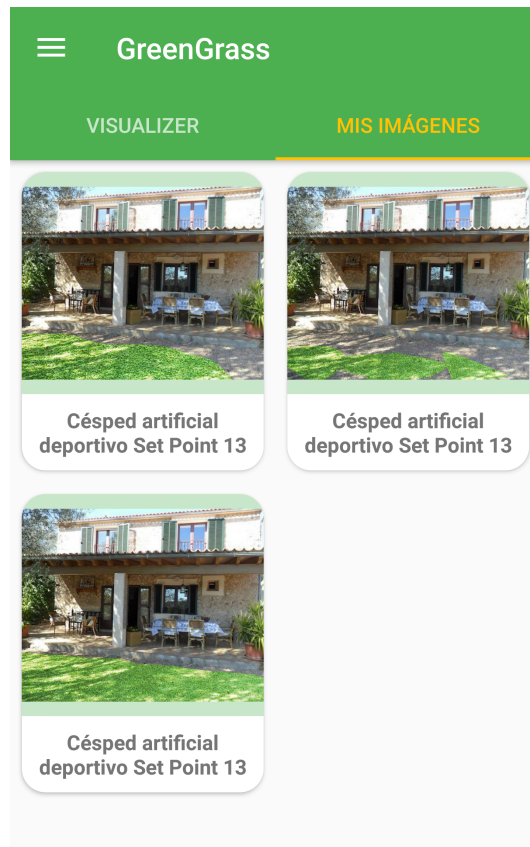 GreenGrass
VISUALIZER
MIS IMÁGENES
Césped artificial
deportivo Set Point 13
Césped artificial
deportivo Set Point 13
Césped artificial
deportivo Set Point 13